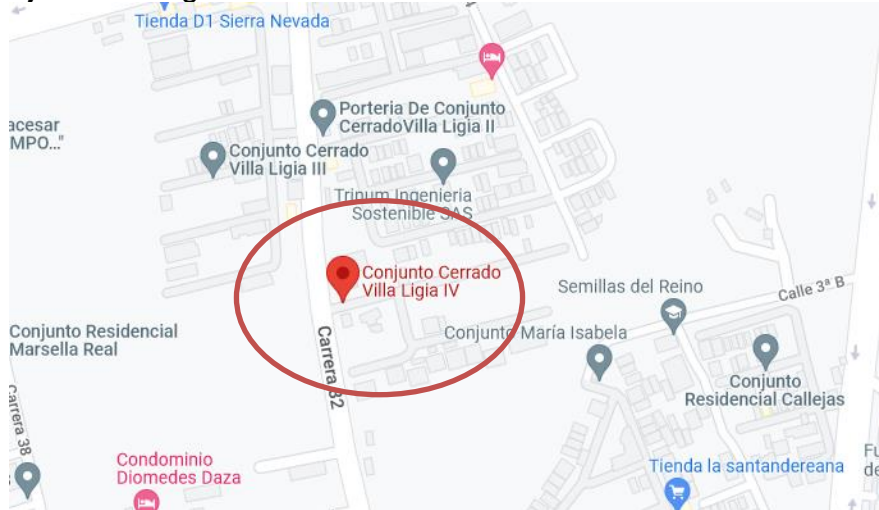 Tienda D1 Sierra Nevada
Porteria De Conjunto
CerradoVilla Ligia II
acesar
MPO..."
Conjunto Cerrado
Villa Ligia III
Trinum Ingenieria
Sostenible SAS
Conjunto Cerrado
Villa Ligia IV
Semillas del Reino
Calle 3ª B
Conjunto Residencial
Marsella Real
Carrera 32
Conjunto María Isabela
Conjunto
Residencial Callejas
Carrera 38
Condominio
Diomedes Daza
Tienda la santandereana
Fu
de